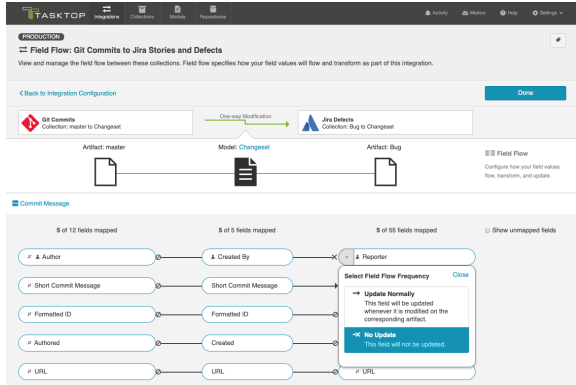 TASKTOP
Integrations
Collections
Models
Repositories
Activity
Metrics
Help
Settings
PRODUCTION
Field Flow: Git Commits to Jira Stories and Defects
View and manage the field flow between these collections. Field flow specifies how your field values will flow and transform as part of this integration.
Back to Integration Configuration
Done
Git Commits
Collection: master to Changeset
One-way Modification
Jira Defects
Collection: Bug to Changeset
Artifact: master
Model: Changeset
Artifact: Bug
Field Flow
Configure how your field values
flow, transform, and update.
Commit Message
5 of 12 fields mapped
5 of 5 fields mapped
5 of 55 fields mapped
Show unmapped fields
Author
Created By
Reporter
Select Field Flow Frequency
Close
Update Normally
This field will be updated
whenever it is modified on the
corresponding artifact.
No Update
This field will not be updated.
Short Commit Message
Short Commit Message
Formatted ID
Formatted ID
Authored
Created
URL
URL
URL